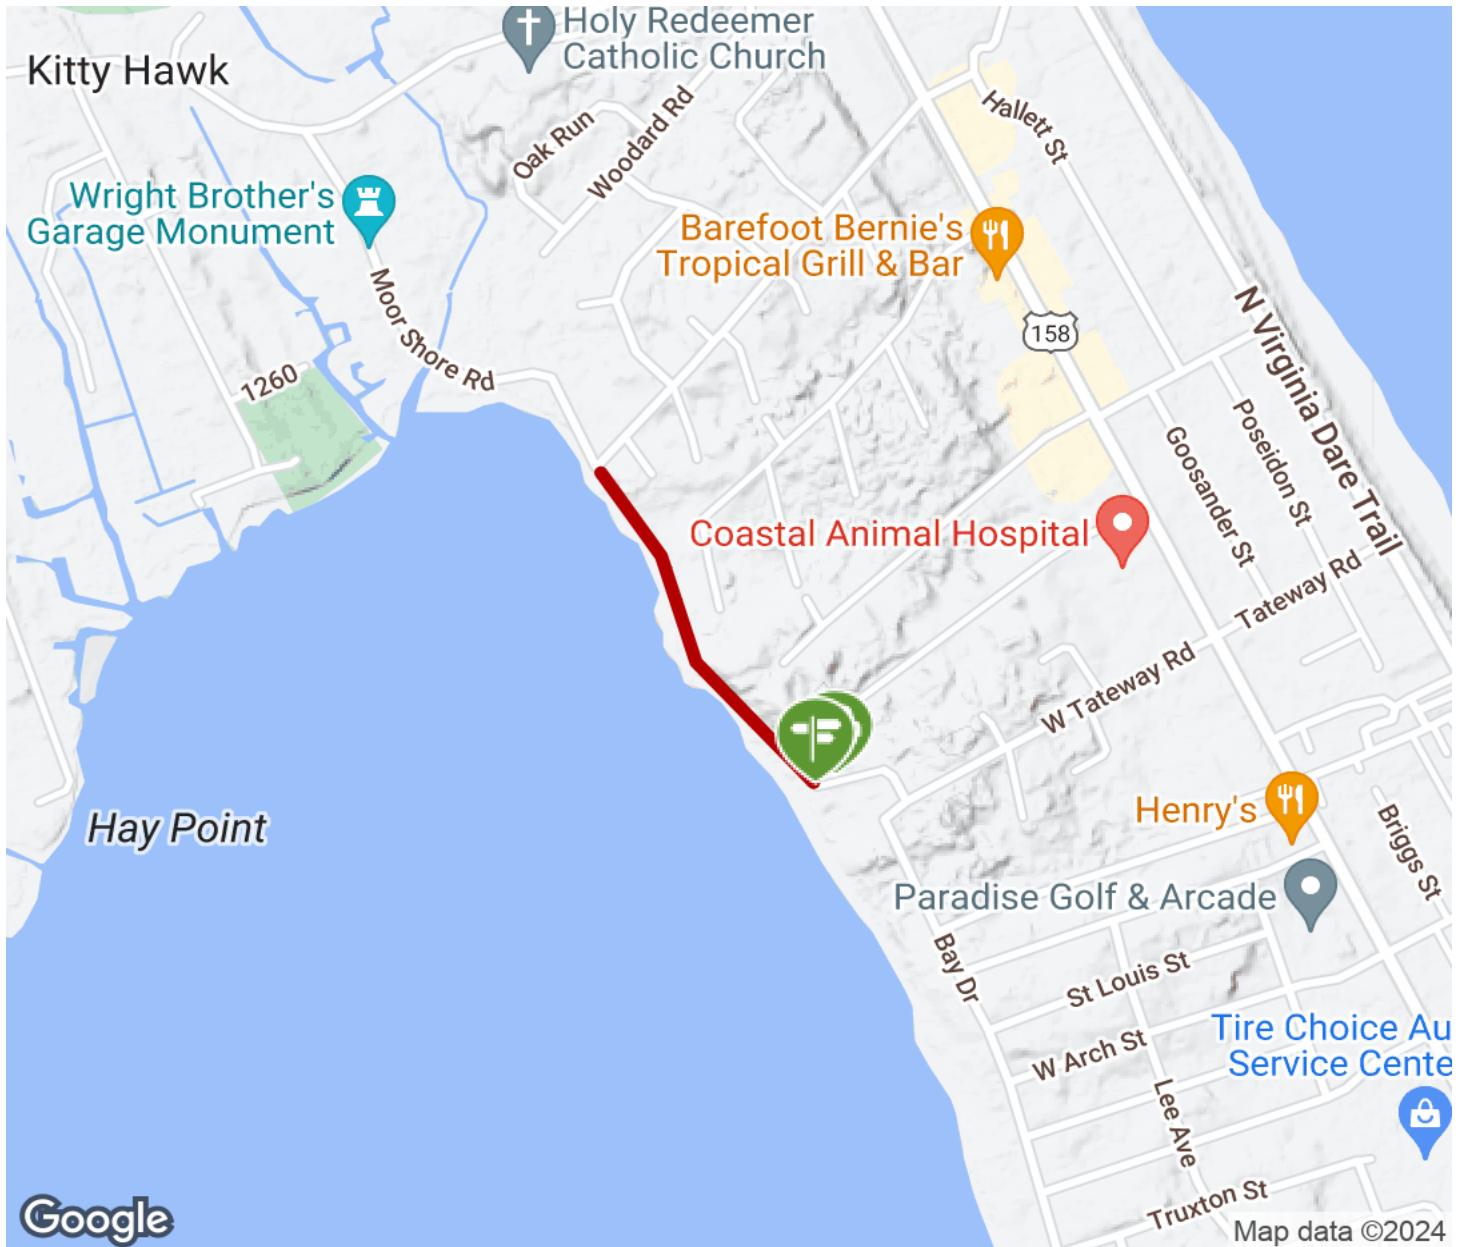 Holy Redeemer
Catholic Church
Kitty Hawk
Hallett St
Oak Run
Woodard Rd
Wright Brother's
Garage Monument
Barefoot Bernie's
Tropical Grill & Bar
Moor Shore Rd
158
N Virginia Dare Trail
1260
Poseidon St
Goosander St
Coastal Animal Hospital
Tateway Rd
W Tateway Rd
Henry's
Hay Point
Briggs St
Paradise Golf & Arcade
Bay Dr
St Louis St
Tire Choice Au
Service Cente
W Arch St
Lee Ave
Truxton St
Google
Map data ©2024